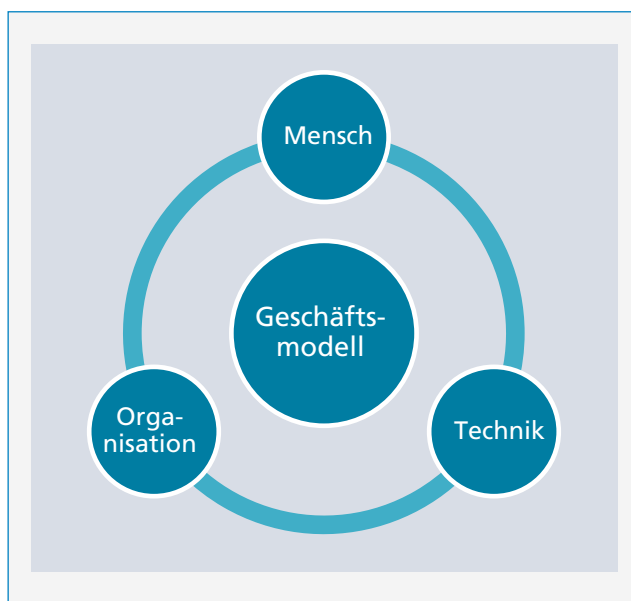 Mensch
Geschäfts-
modell
Orga-
nisation
Technik